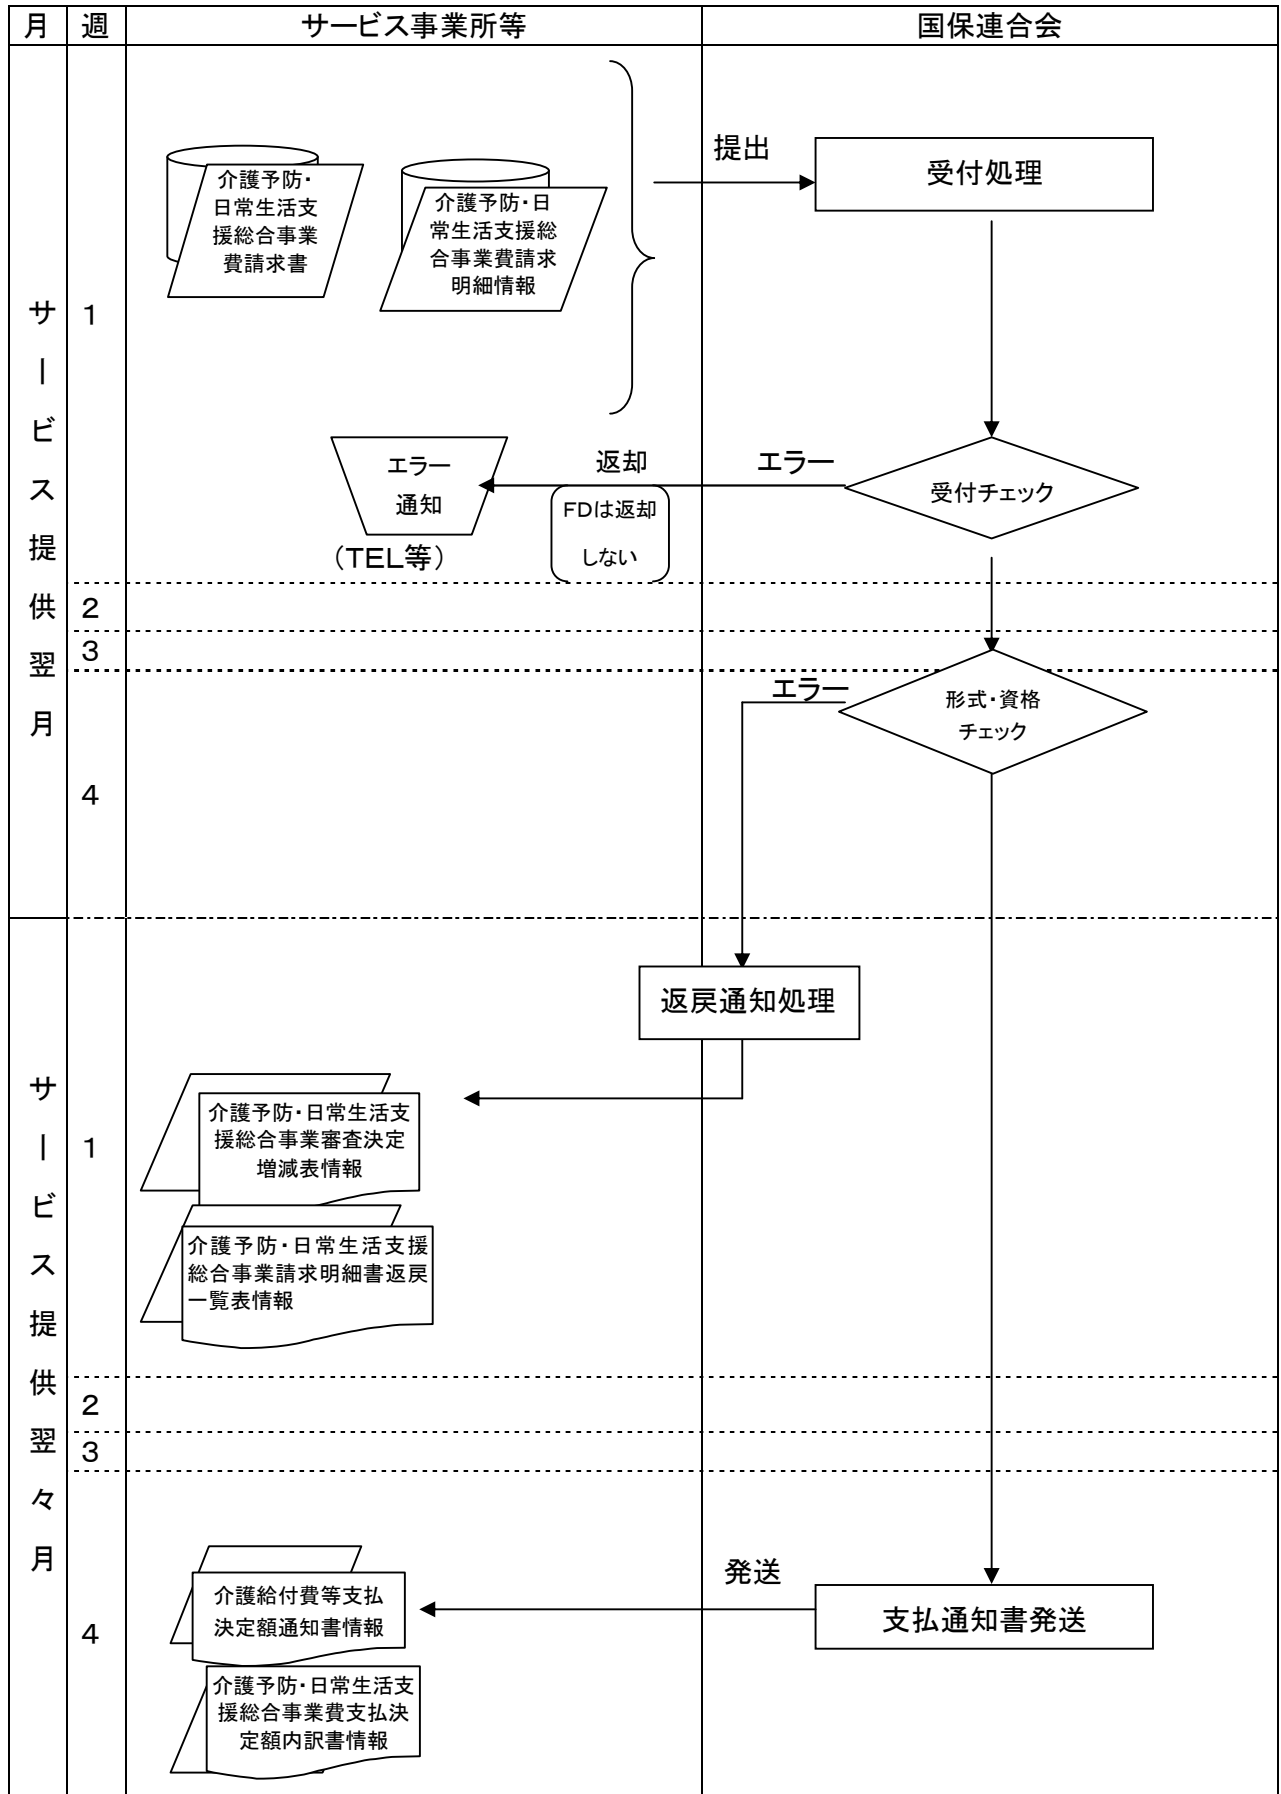 月 週 サービス事業所等 国保連合会
サービス提供翌月
1
介護予防・
日常生活支
援総合事業
費請求書
介護予防・日
常生活支援総
合事業費請求
明細情報
提出
受付処理
エラー
通知
(TEL等)
返却
FDは返却
しない
エラー
受付チェック
2
3
4
エラー
形式・資格
チェック
サービス提供翌々月
1
返戻通知処理
介護予防・日常生活支
援総合事業審査決定
増減表情報
介護予防・日常生活支援
総合事業請求明細書返戻
一覧表情報
2
3
4
介護給付費等支払
決定額通知書情報
発送
支払通知書発送
介護予防・日常生活支
援総合事業費支払決
定額内訳書情報